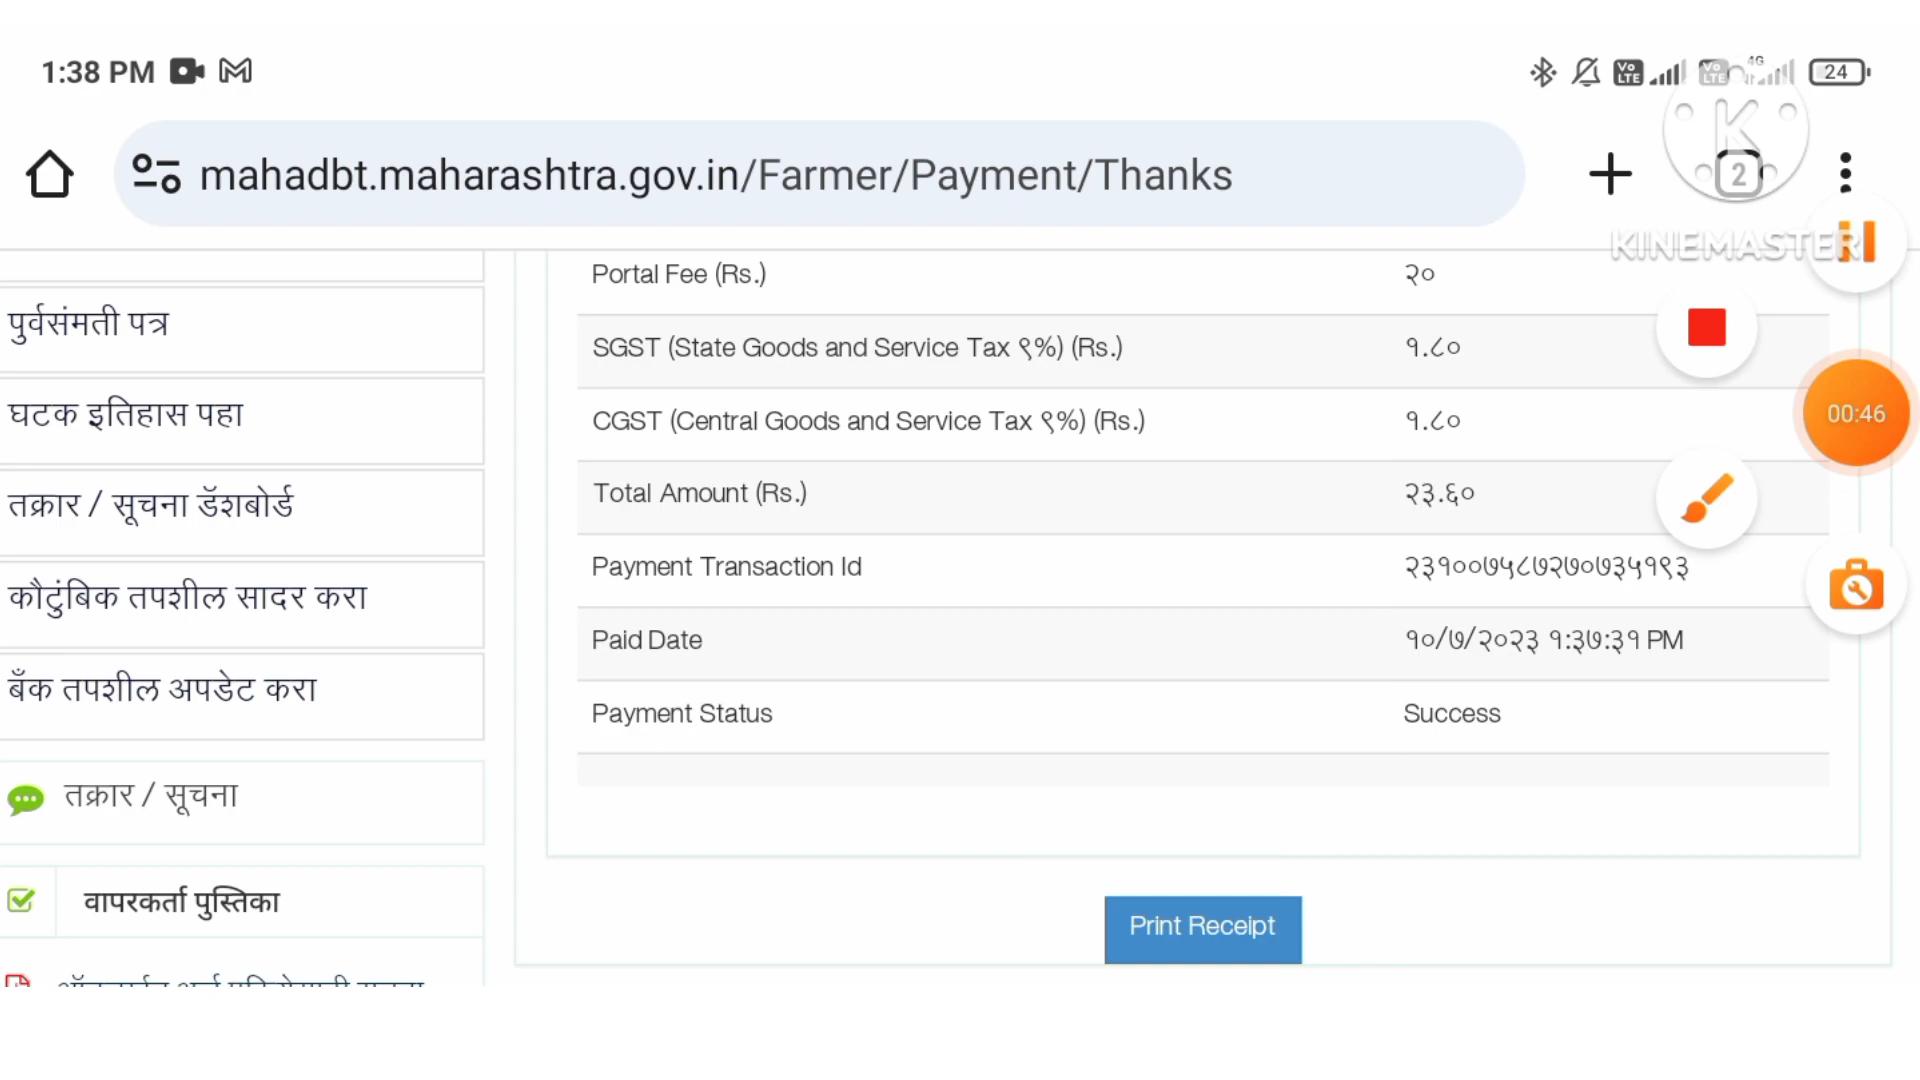 1:38 PM
Vo LTE
4G
24
mahadbt.maharashtra.gov.in/Farmer/Payment/Thanks
2
K
KINEMASTER
पुर्वसंमती पत्र
घटक इतिहास पहा
तक्रार / सूचना डॅशबोर्ड
कौटुंबिक तपशील सादर करा
बँक तपशील अपडेट करा
तक्रार / सूचना
वापरकर्ता पुस्तिका
Portal Fee (Rs.) २०
SGST (State Goods and Service Tax ९%) (Rs.) १.८०
CGST (Central Goods and Service Tax ९%) (Rs.) १.८०
Total Amount (Rs.) २३.६०
Payment Transaction Id २३१००७५८७२७०७३५१९३
Paid Date १०/७/२०२३ १:३७:३१ PM
Payment Status Success
Print Receipt
00:46